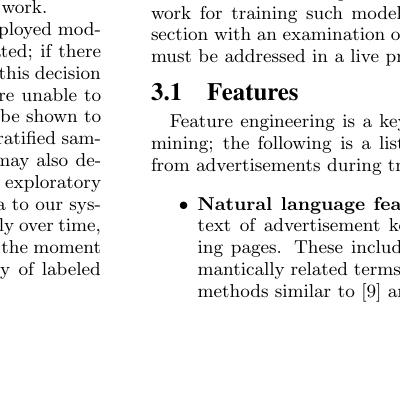 work.
ployed mod-
ted; if there
this decision
re unable to
be shown to
ratified sam-
may also de-
exploratory
a to our sys-
ly over time,
the moment
y of labeled
work for training such model
section with an examination o
must be addressed in a live pr
3.1 Features
Feature engineering is a key
mining; the following is a list
from advertisements during tr
• Natural language fea
text of advertisement ke
ing pages. These includ
mantically related terms
methods similar to [9] an